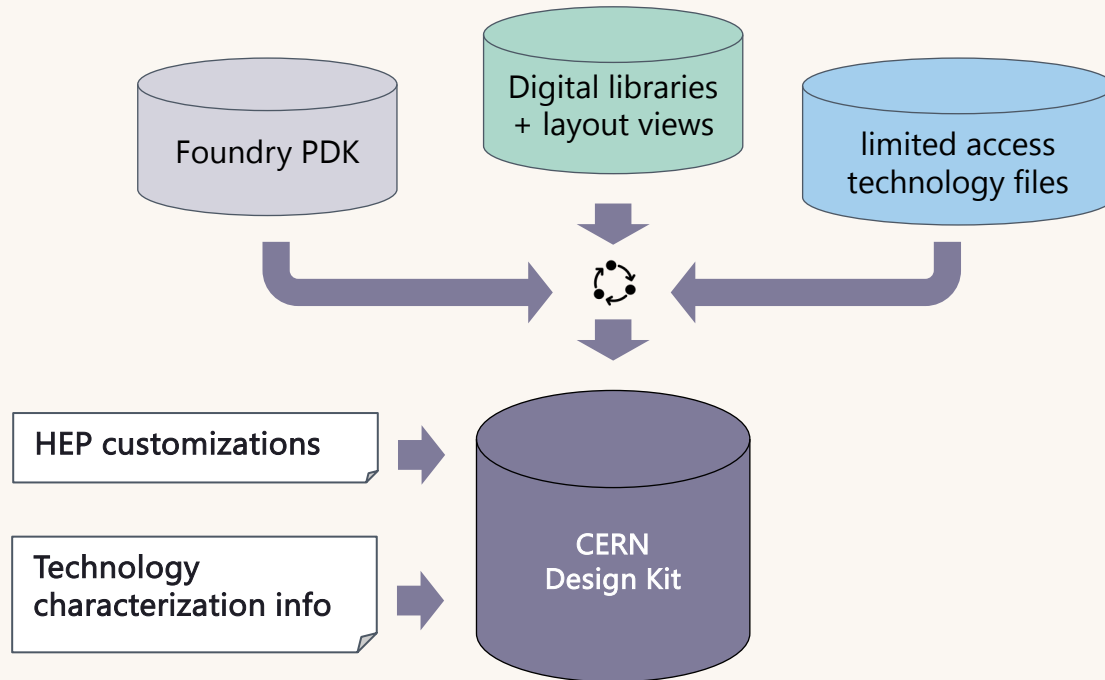 Foundry PDK
Digital libraries
+ layout views
limited access
technology files
HEP customizations
Technology
characterization info
CERN
Design Kit